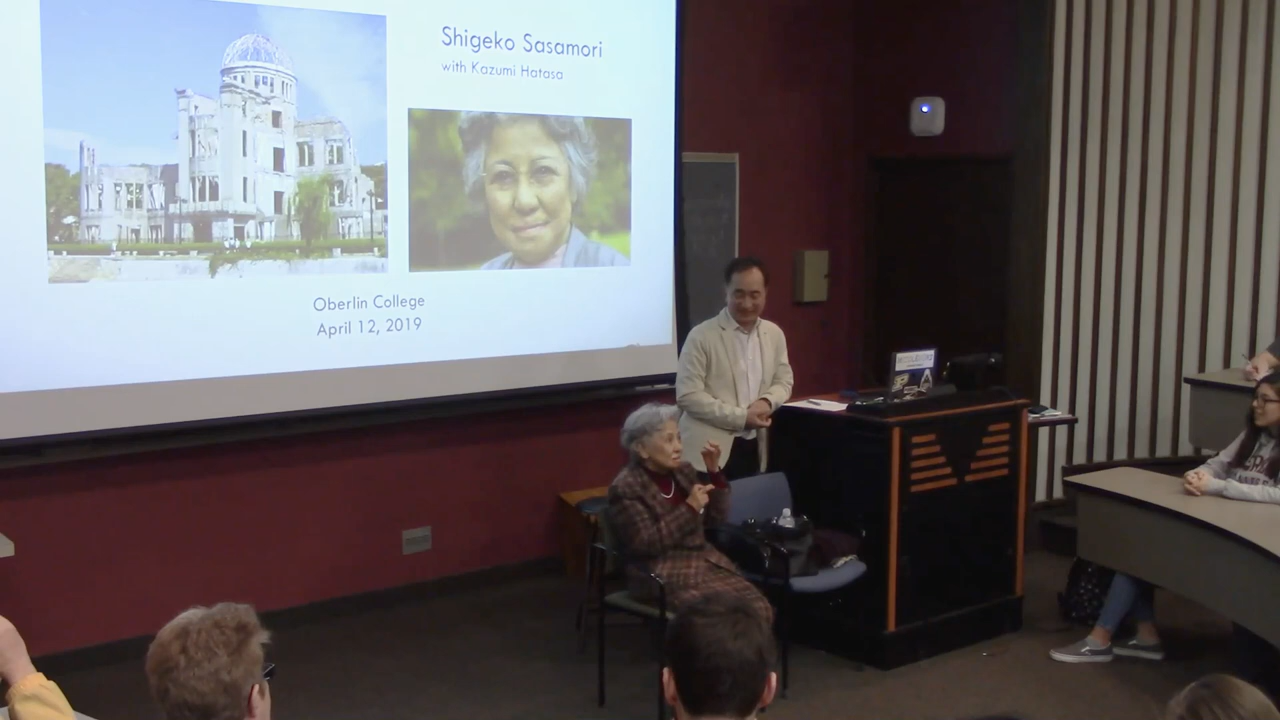 Shigeko Sasamori
with Kazumi Hatasa
Oberlin College
April 12, 2019